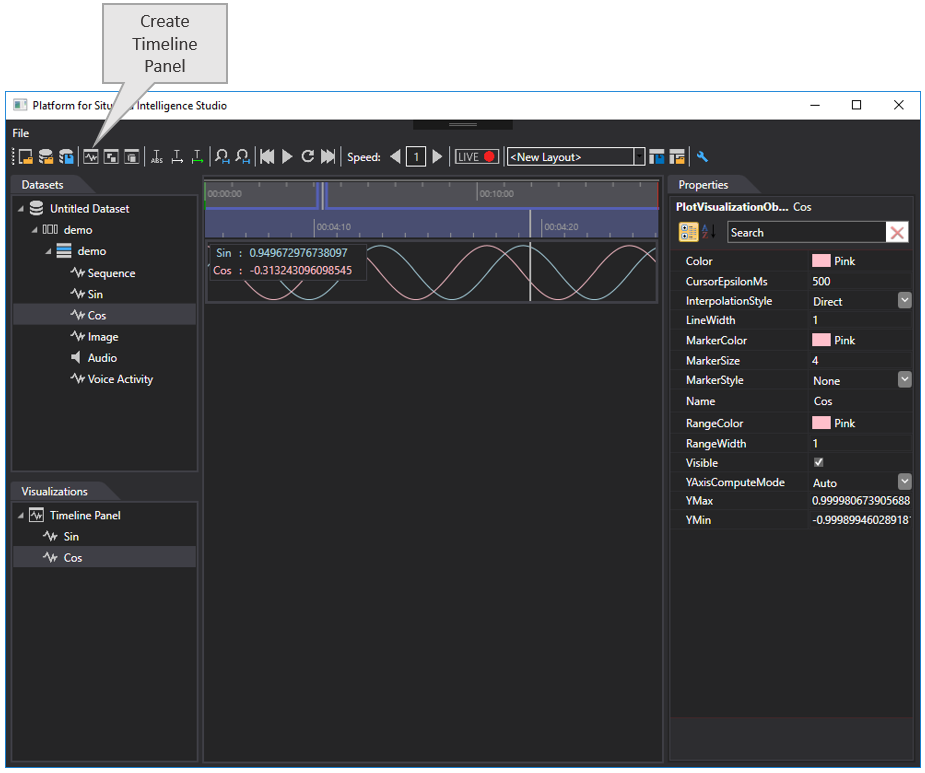 Create
Timeline
Panel
Platform for Situ d Intelligence Studio
File
ABS
Speed: 1 LIVE <New Layout>
Datasets
Untitled Dataset
demo
demo
Sequence
Sin
Cos
Image
Audio
Voice Activity
Visualizations
Timeline Panel
Sin
Cos
00:00:00 00:10:00
00:04:10 00:04:20
Sin : 0.949672976738097
Cos : -0.313243096098545
Properties
PlotVisualizationOb... Cos
Search
Color Pink
CursorEpsilonMs 500
InterpolationStyle Direct
LineWidth 1
MarkerColor Pink
MarkerSize 4
MarkerStyle None
Name Cos
RangeColor Pink
RangeWidth 1
Visible
YAxisComputeMode Auto
YMax 0.999980673905688
YMin -0.99989946028918